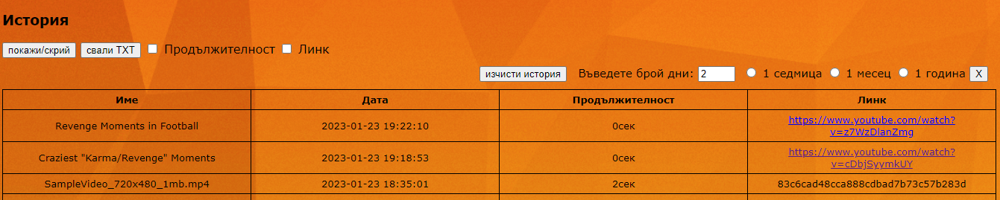 История
покажи/скрий свали TXT Продължителност Линк
изчисти история Въведете брой дни: 2 1 седмица 1 месец 1 година X
Име Дата Продължителност Линк
Revenge Moments in Football 2023-01-23 19:22:10 0сек https://www.youtube.com/watch?
v=z7WzDlanZmg
Craziest "Karma/Revenge" Moments 2023-01-23 19:18:53 0сек https://www.youtube.com/watch?
v=cDbjSyymkUY
SampleVideo_720x480_1mb.mp4 2023-01-23 18:35:01 2сек 83c6cad48cca888cdbad7b73c57b283d